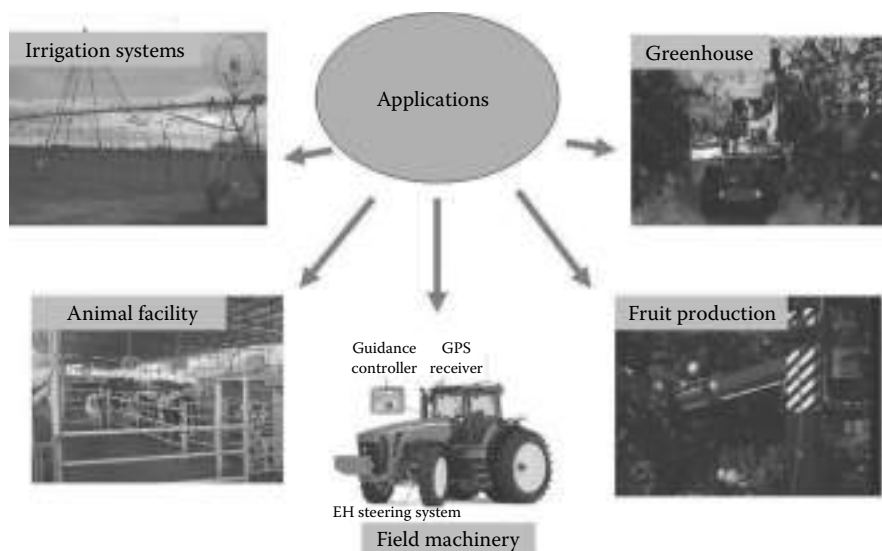 Irrigation systems
Applications
Greenhouse
Animal facility
Fruit production
Guidance
controller
GPS
receiver
EH steering system
Field machinery